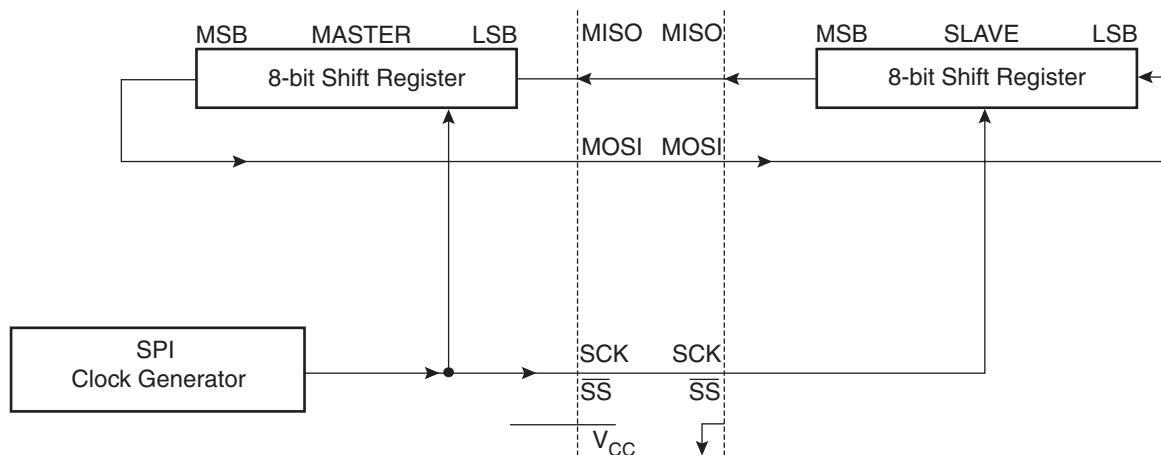 MSB MASTER LSB MISO MISO MSB SLAVE LSB
8-bit Shift Register 8-bit Shift Register
MOSI MOSI
SPI
Clock Generator
SCK SCK
SS SS
VCC